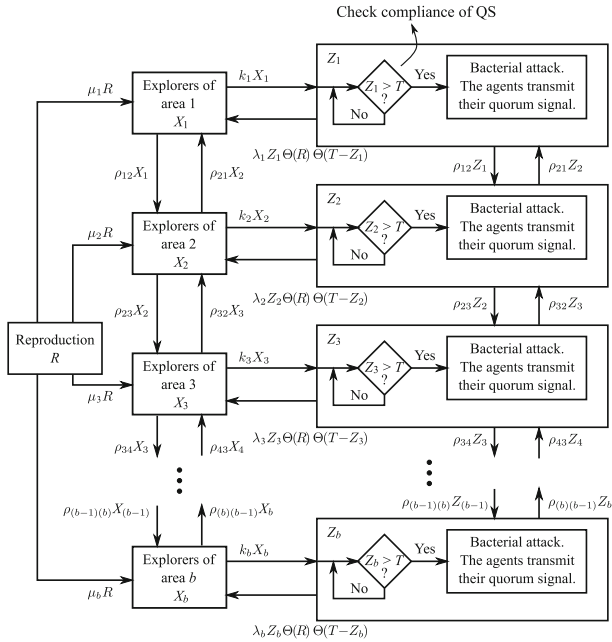 Check compliance of QS
Explorers of
area 1
X₁
μ₁R
k₁X₁
Z₁
Z₁ > T
?
Yes
No
Bacterial attack.
The agents transmit
their quorum signal.
λ₁Z₁Θ(R) Θ(T−Z₁)
ρ₁₂X₁
ρ₂₁X₂
ρ₁₂Z₁
ρ₂₁Z₂
Explorers of
area 2
X₂
μ₂R
k₂X₂
Z₂
Z₂ > T
?
Yes
No
Bacterial attack.
The agents transmit
their quorum signal.
λ₂Z₂Θ(R) Θ(T−Z₂)
ρ₂₃X₂
ρ₃₂X₃
ρ₂₃Z₂
ρ₃₂Z₃
Reproduction
R
Explorers of
area 3
X₃
μ₃R
k₃X₃
Z₃
Z₃ > T
?
Yes
No
Bacterial attack.
The agents transmit
their quorum signal.
λ₃Z₃Θ(R) Θ(T−Z₃)
ρ₃₄X₃
ρ₄₃X₄
ρ₃₄Z₃
ρ₄₃Z₄
ρ₍b−1₎₍b₎X₍b−1₎
ρ₍b₎₍b−1₎Xb
ρ₍b−1₎₍b₎Z₍b−1₎
ρ₍b₎₍b−1₎Zb
Explorers of
area b
Xb
μbR
kbXb
Zb
Zb > T
?
Yes
No
Bacterial attack.
The agents transmit
their quorum signal.
λbZbΘ(R) Θ(T−Zb)